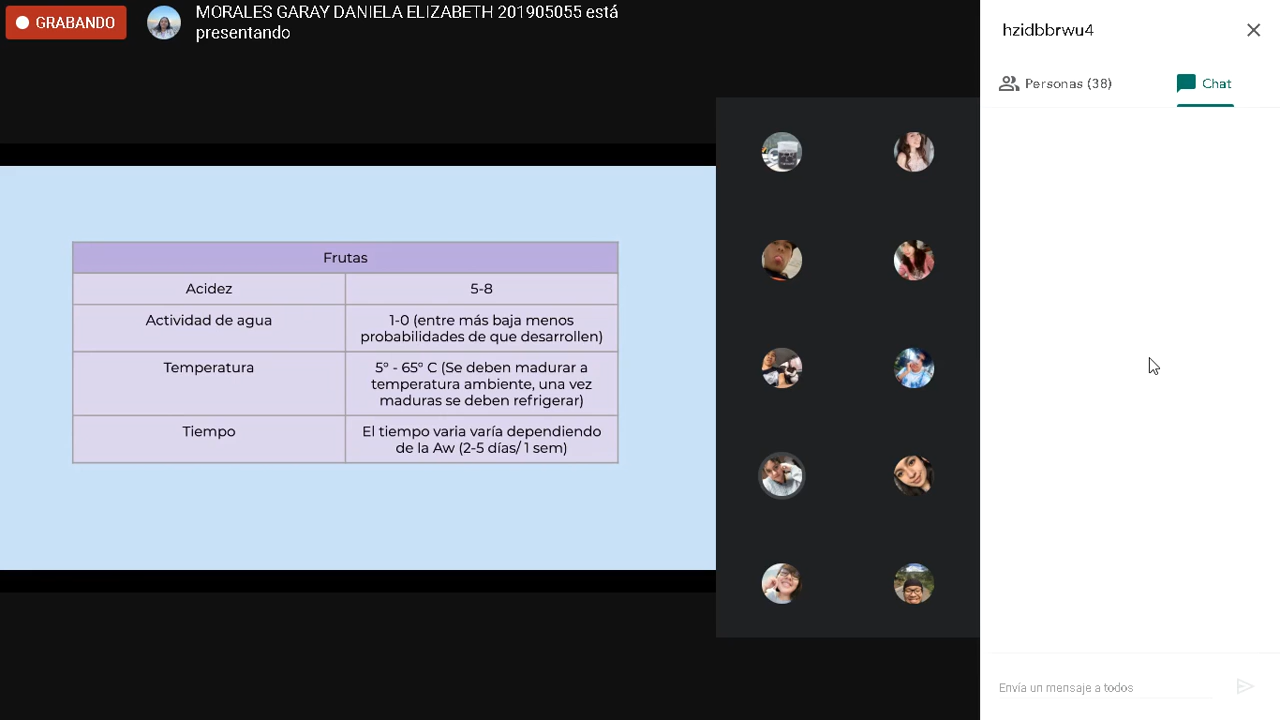 GRABANDO
MORALES GARAY DANIELA ELIZABETH 201905055 está
presentando
hzidbbrwu4
Personas (38)
Chat
Frutas
Acidez
5-8
Actividad de agua
1-0 (entre más baja menos
probabilidades de que desarrollen)
Temperatura
5° - 65° C (Se deben madurar a
temperatura ambiente, una vez
maduras se deben refrigerar)
Tiempo
El tiempo varia varía dependiendo
de la Aw (2-5 días/ 1 sem)
Envía un mensaje a todos